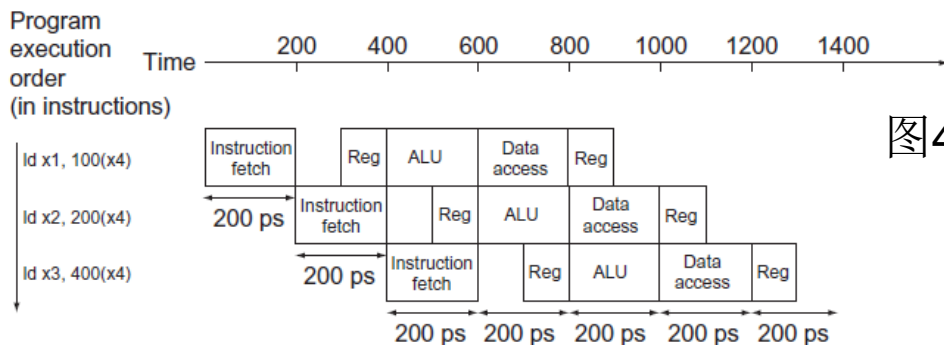 Program
execution
order
(in instructions)
Time
200 400 600 800 1000 1200 1400
图4
ld x1, 100(x4)
Instruction
fetch
Reg
ALU
Data
access
Reg
200 ps
ld x2, 200(x4)
Instruction
fetch
Reg
ALU
Data
access
Reg
200 ps
ld x3, 400(x4)
Instruction
fetch
Reg
ALU
Data
access
Reg
200 ps 200 ps 200 ps 200 ps 200 ps